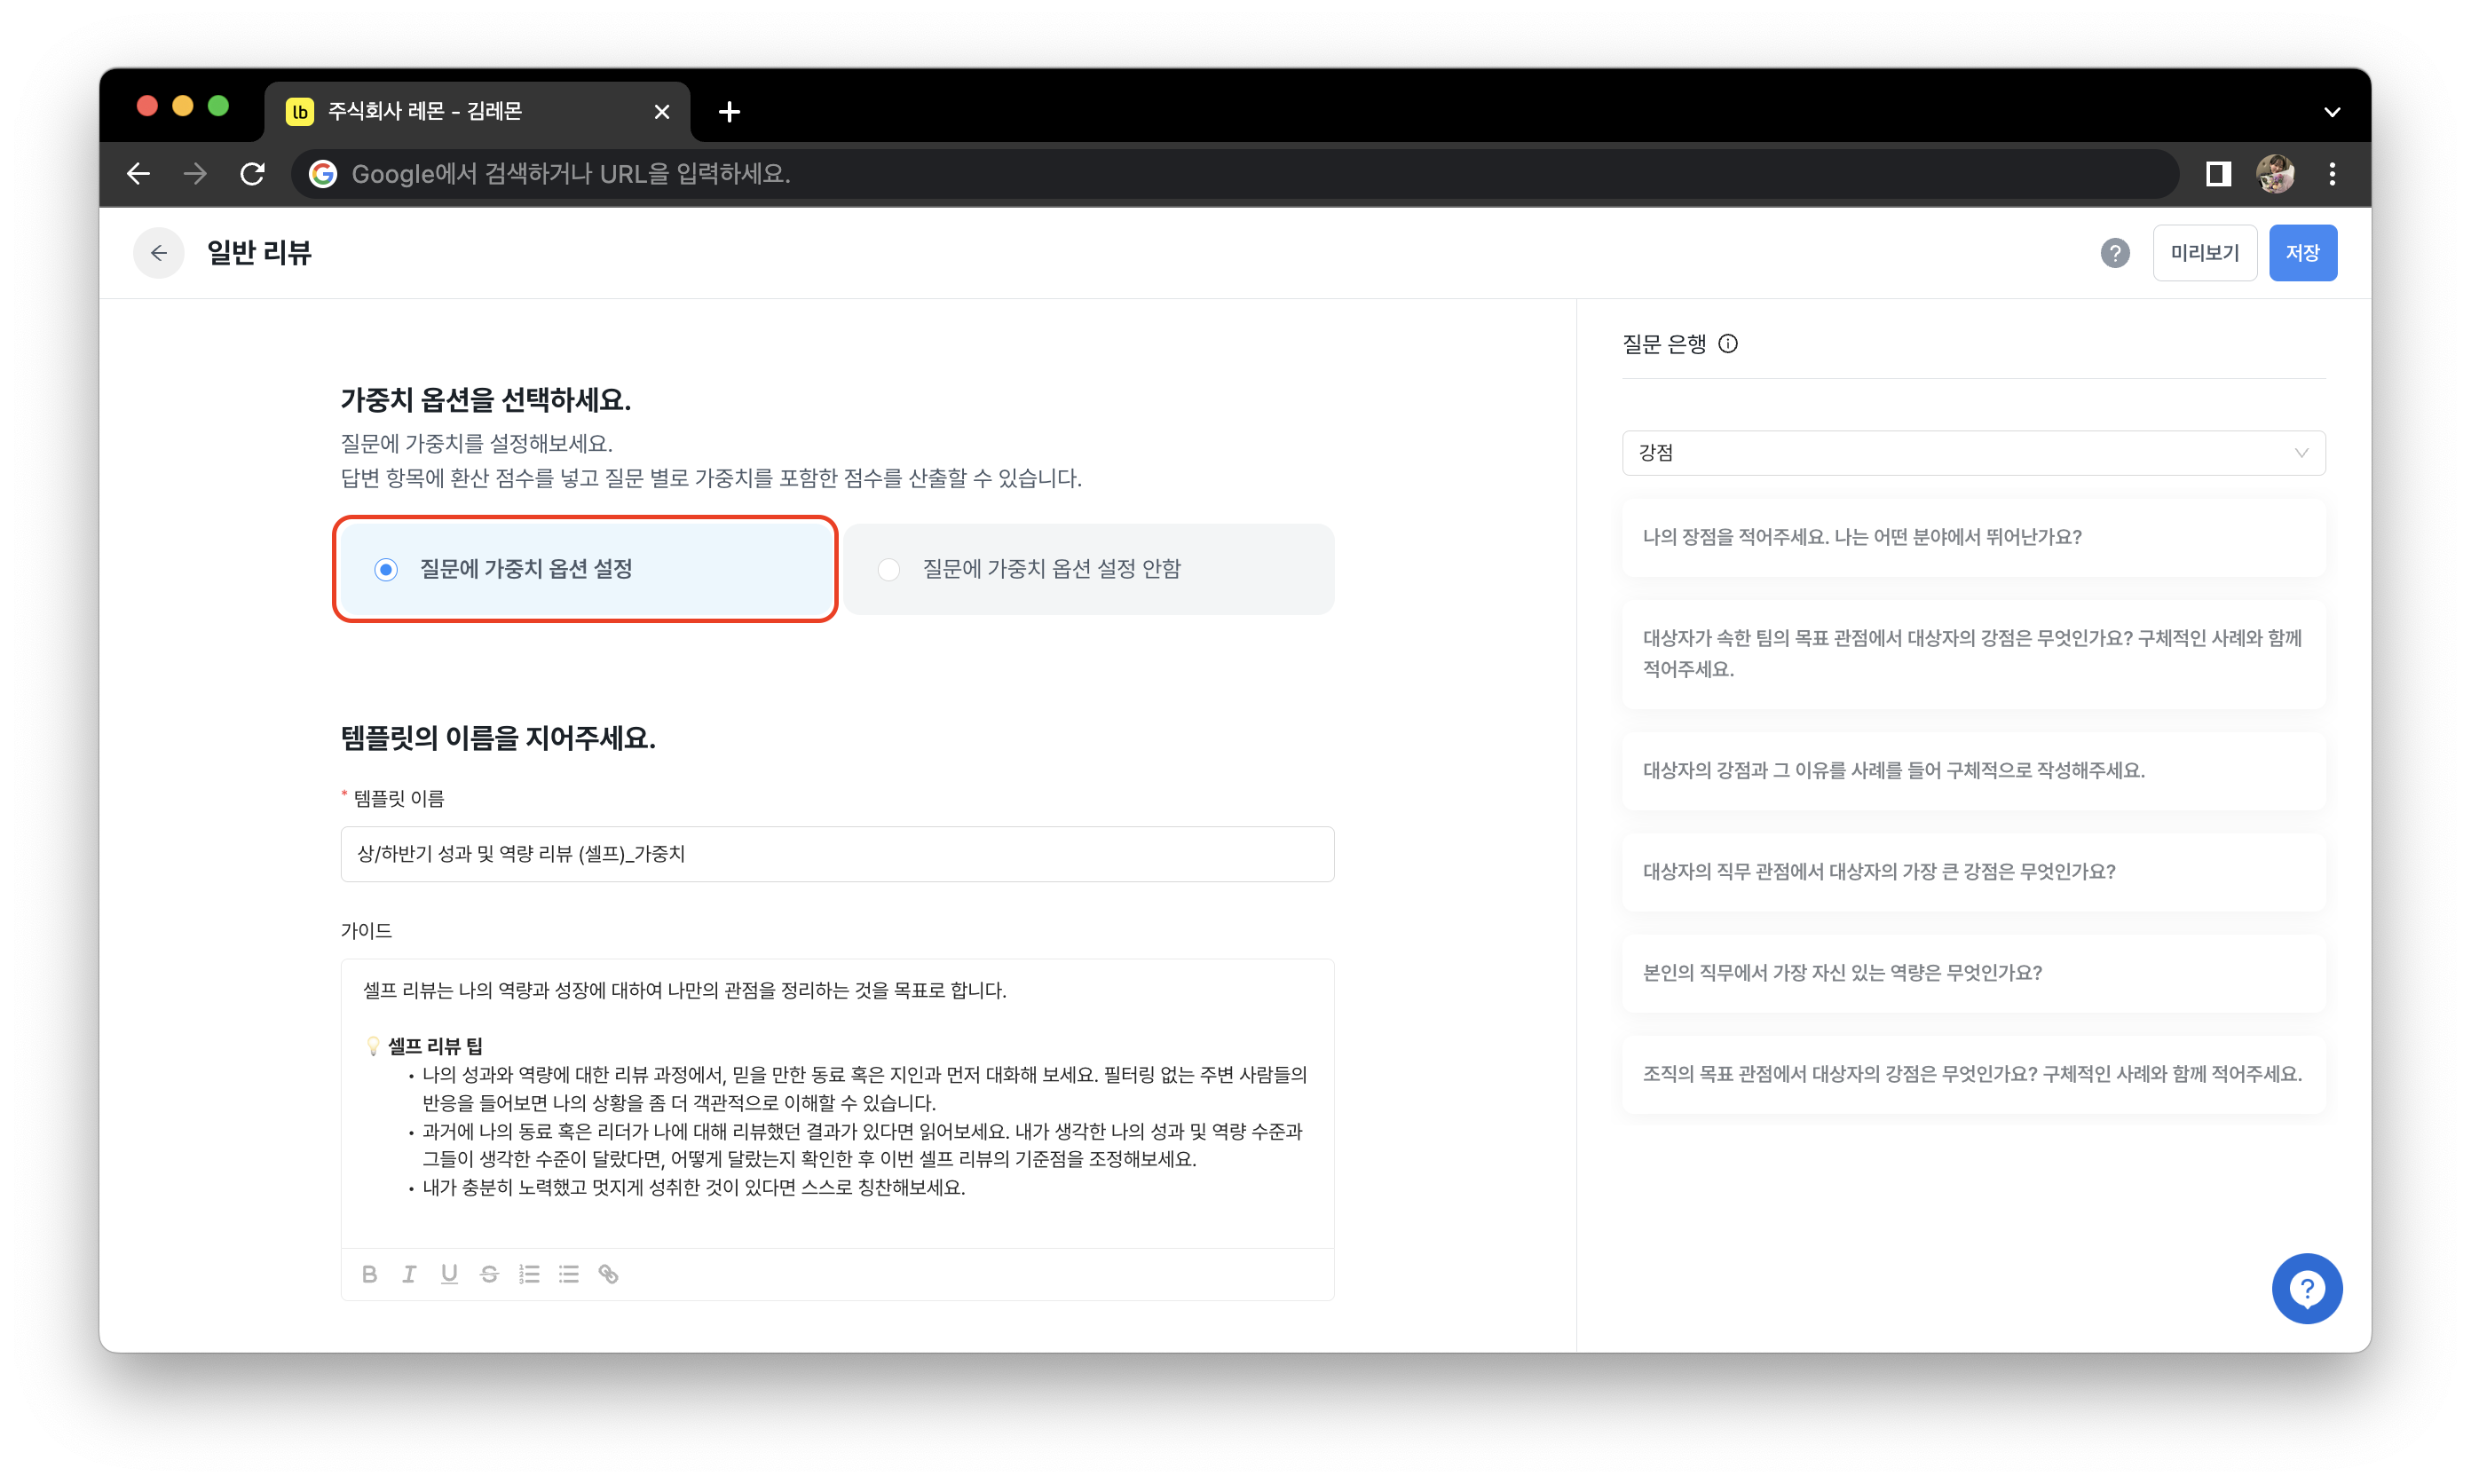 lb 주식회사 레몬 - 김레몬
Google에서 검색하거나 URL을 입력하세요.
일반 리뷰
미리보기
저장
가중치 옵션을 선택하세요.
질문에 가중치를 설정해보세요.
답변 항목에 환산 점수를 넣고 질문 별로 가중치를 포함한 점수를 산출할 수 있습니다.
질문에 가중치 옵션 설정
질문에 가중치 옵션 설정 안함
템플릿의 이름을 지어주세요.
* 템플릿 이름
상/하반기 성과 및 역량 리뷰 (셀프)_가중치
가이드
셀프 리뷰는 나의 역량과 성장에 대하여 나만의 관점을 정리하는 것을 목표로 합니다.
💡 셀프 리뷰 팁
• 나의 성과와 역량에 대한 리뷰 과정에서, 믿을 만한 동료 혹은 지인과 먼저 대화해 보세요. 필터링 없는 주변 사람들의
반응을 들어보면 나의 상황을 좀 더 객관적으로 이해할 수 있습니다.
• 과거에 나의 동료 혹은 리더가 나에 대해 리뷰했던 결과가 있다면 읽어보세요. 내가 생각한 나의 성과 및 역량 수준과
그들이 생각한 수준이 달랐다면, 어떻게 달랐는지 확인한 후 이번 셀프 리뷰의 기준점을 조정해보세요.
• 내가 충분히 노력했고 멋지게 성취한 것이 있다면 스스로 칭찬해보세요.
B I U S
질문 은행
강점
나의 장점을 적어주세요. 나는 어떤 분야에서 뛰어난가요?
대상자가 속한 팀의 목표 관점에서 대상자의 강점은 무엇인가요? 구체적인 사례와 함께
적어주세요.
대상자의 강점과 그 이유를 사례를 들어 구체적으로 작성해주세요.
대상자의 직무 관점에서 대상자의 가장 큰 강점은 무엇인가요?
본인의 직무에서 가장 자신 있는 역량은 무엇인가요?
조직의 목표 관점에서 대상자의 강점은 무엇인가요? 구체적인 사례와 함께 적어주세요.